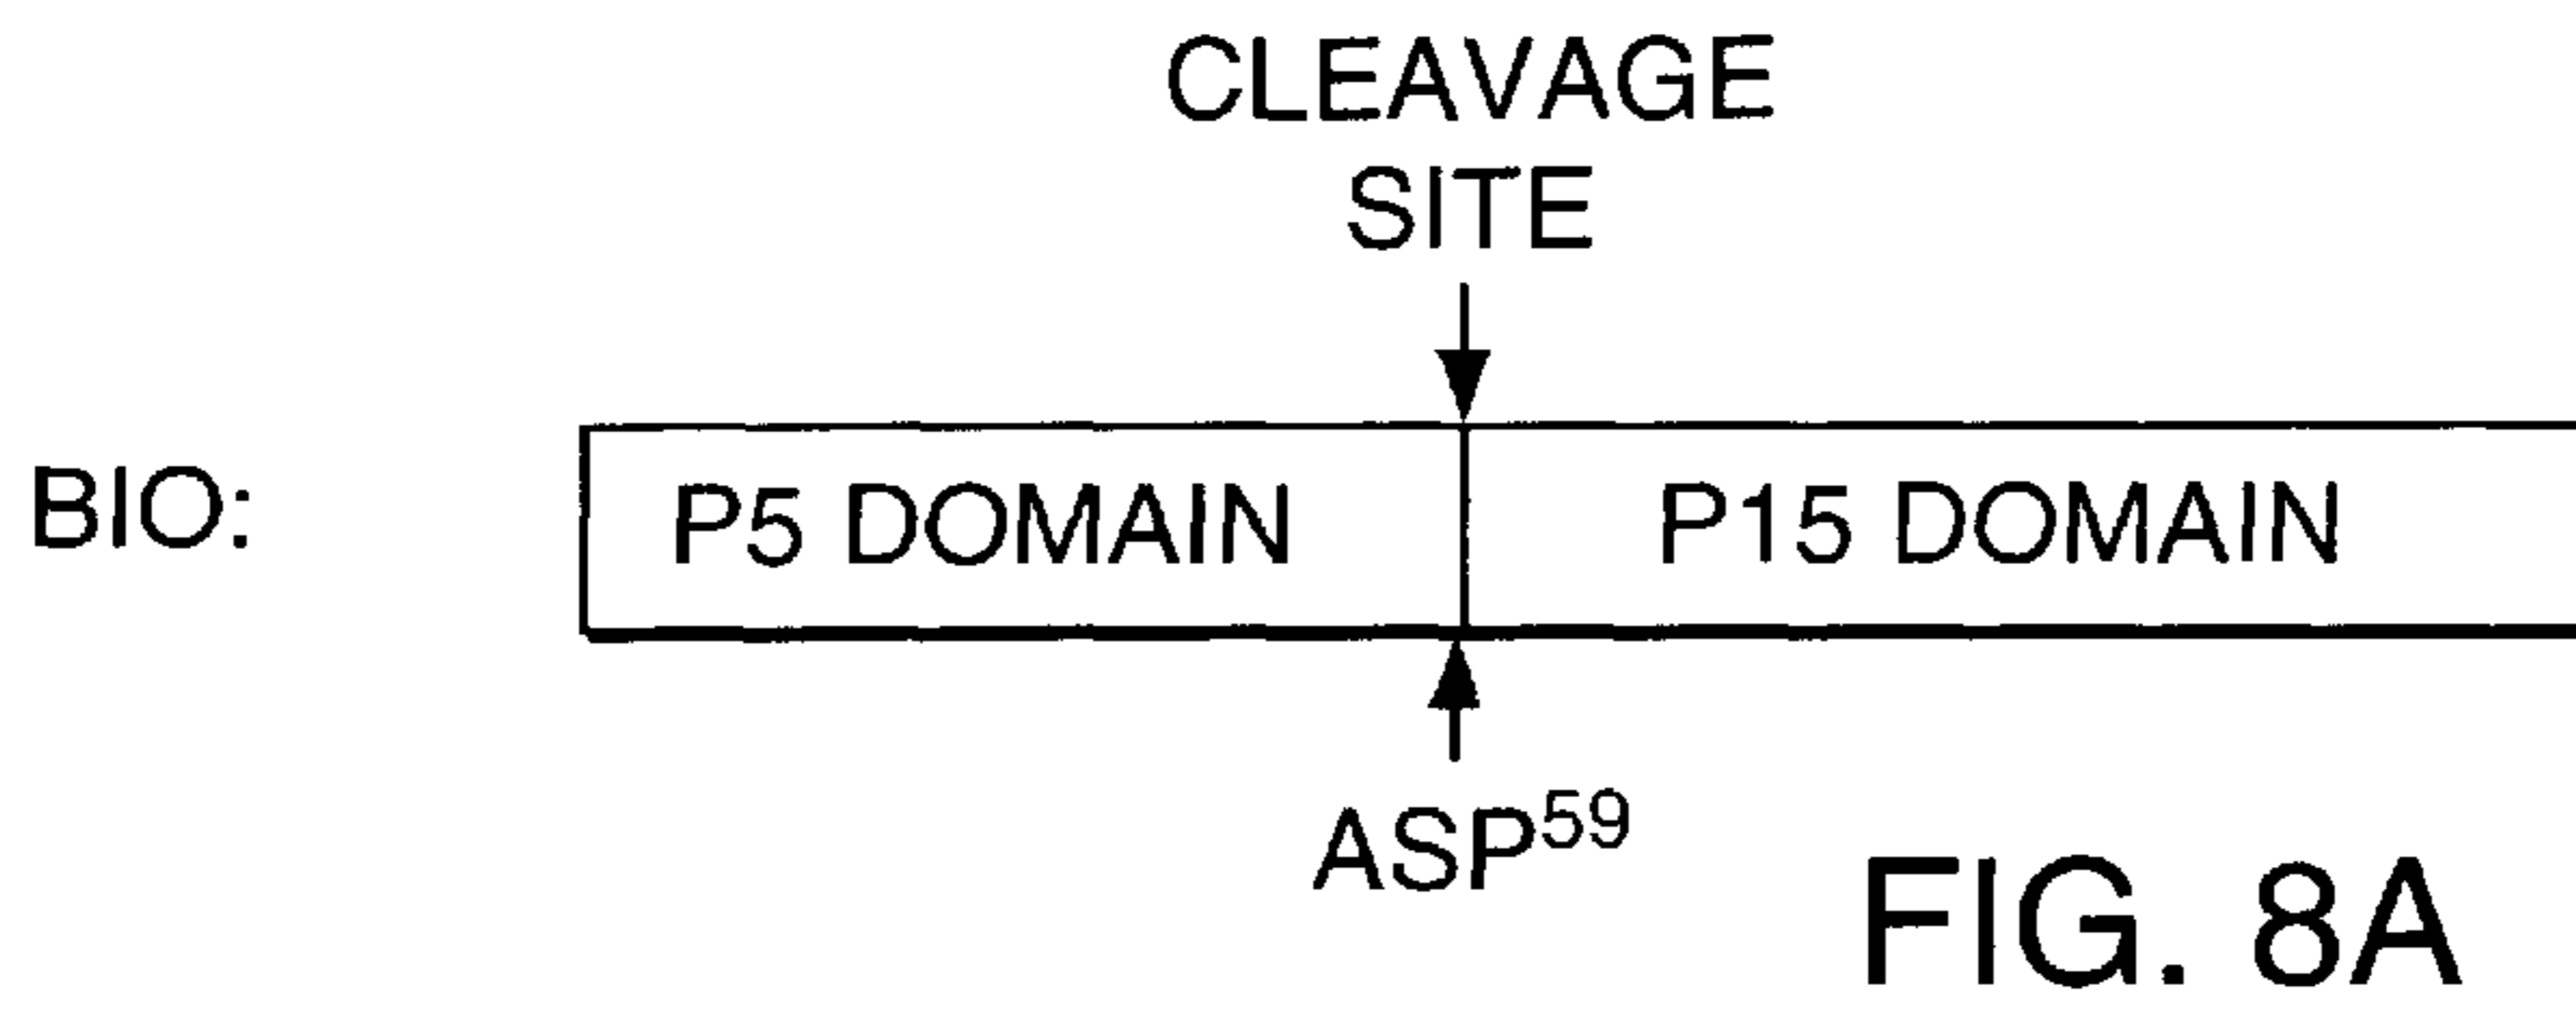 CLEAVAGE
SITE
BIO:
P5 DOMAIN
P15 DOMAIN
ASP⁵⁹
FIG. 8A